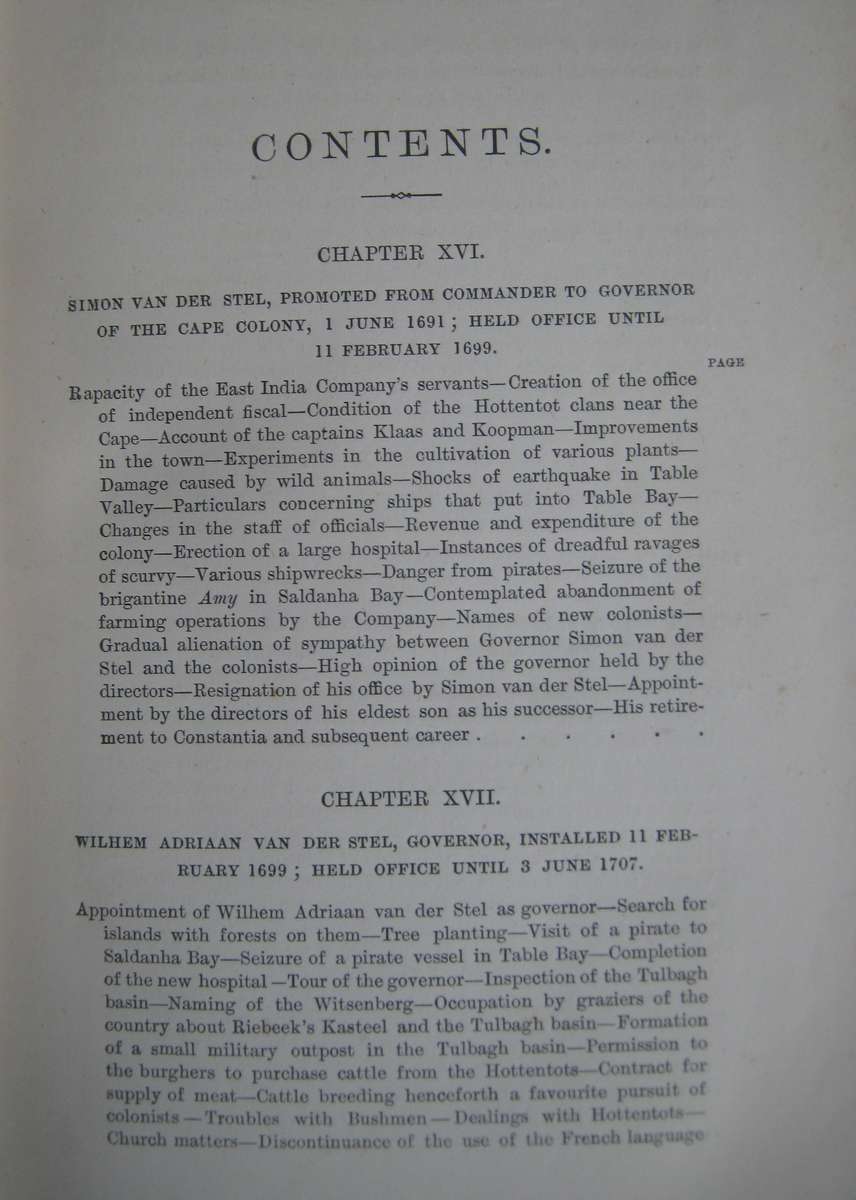 CONTENTS.
CHAPTER XVI.
SIMON VAN DER STEL, PROMOTED FROM COMMANDER TO GOVERNOR
OF THE CAPE COLONY, 1 JUNE 1691; HELD OFFICE UNTIL
11 FEBRUARY 1699.
PAGE
Rapacity of the East India Company's servants—Creation of the office
of independent fiscal—Condition of the Hottentot clans near the
Cape—Account of the captains Klaas and Koopman—Improvements
in the town—Experiments in the cultivation of various plants—
Damage caused by wild animals—Shocks of earthquake in Table
Valley—Particulars concerning ships that put into Table Bay—
Changes in the staff of officials—Revenue and expenditure of the
colony—Erection of a large hospital—Instances of dreadful ravages
of scurvy—Various shipwrecks—Danger from pirates—Seizure of the
brigantine Amy in Saldanha Bay—Contemplated abandonment of
farming operations by the Company—Names of new colonists—
Gradual alienation of sympathy between Governor Simon van der
Stel and the colonists—High opinion of the governor held by the
directors—Resignation of his office by Simon van der Stel—Appoint-
ment by the directors of his eldest son as his successor—His retire-
ment to Constantia and subsequent career . . . . . .
CHAPTER XVII.
WILHEM ADRIAAN VAN DER STEL, GOVERNOR, INSTALLED 11 FEB-
RUARY 1699; HELD OFFICE UNTIL 3 JUNE 1707.
Appointment of Wilhem Adriaan van der Stel as governor—Search for
islands with forests on them—Tree planting—Visit of a pirate to
Saldanha Bay—Seizure of a pirate vessel in Table Bay—Completion
of the new hospital—Tour of the governor—Inspection of the Tulbagh
basin—Naming of the Witsenberg—Occupation by graziers of the
country about Riebeek's Kasteel and the Tulbagh basin—Formation
of a small military outpost in the Tulbagh basin—Permission to
the burghers to purchase cattle from the Hottentots—Contract for
supply of meat—Cattle breeding henceforth a favourite pursuit of
colonists—Troubles with Bushmen—Dealings with Hottentots—
Church matters—Discontinuance of the use of the French language